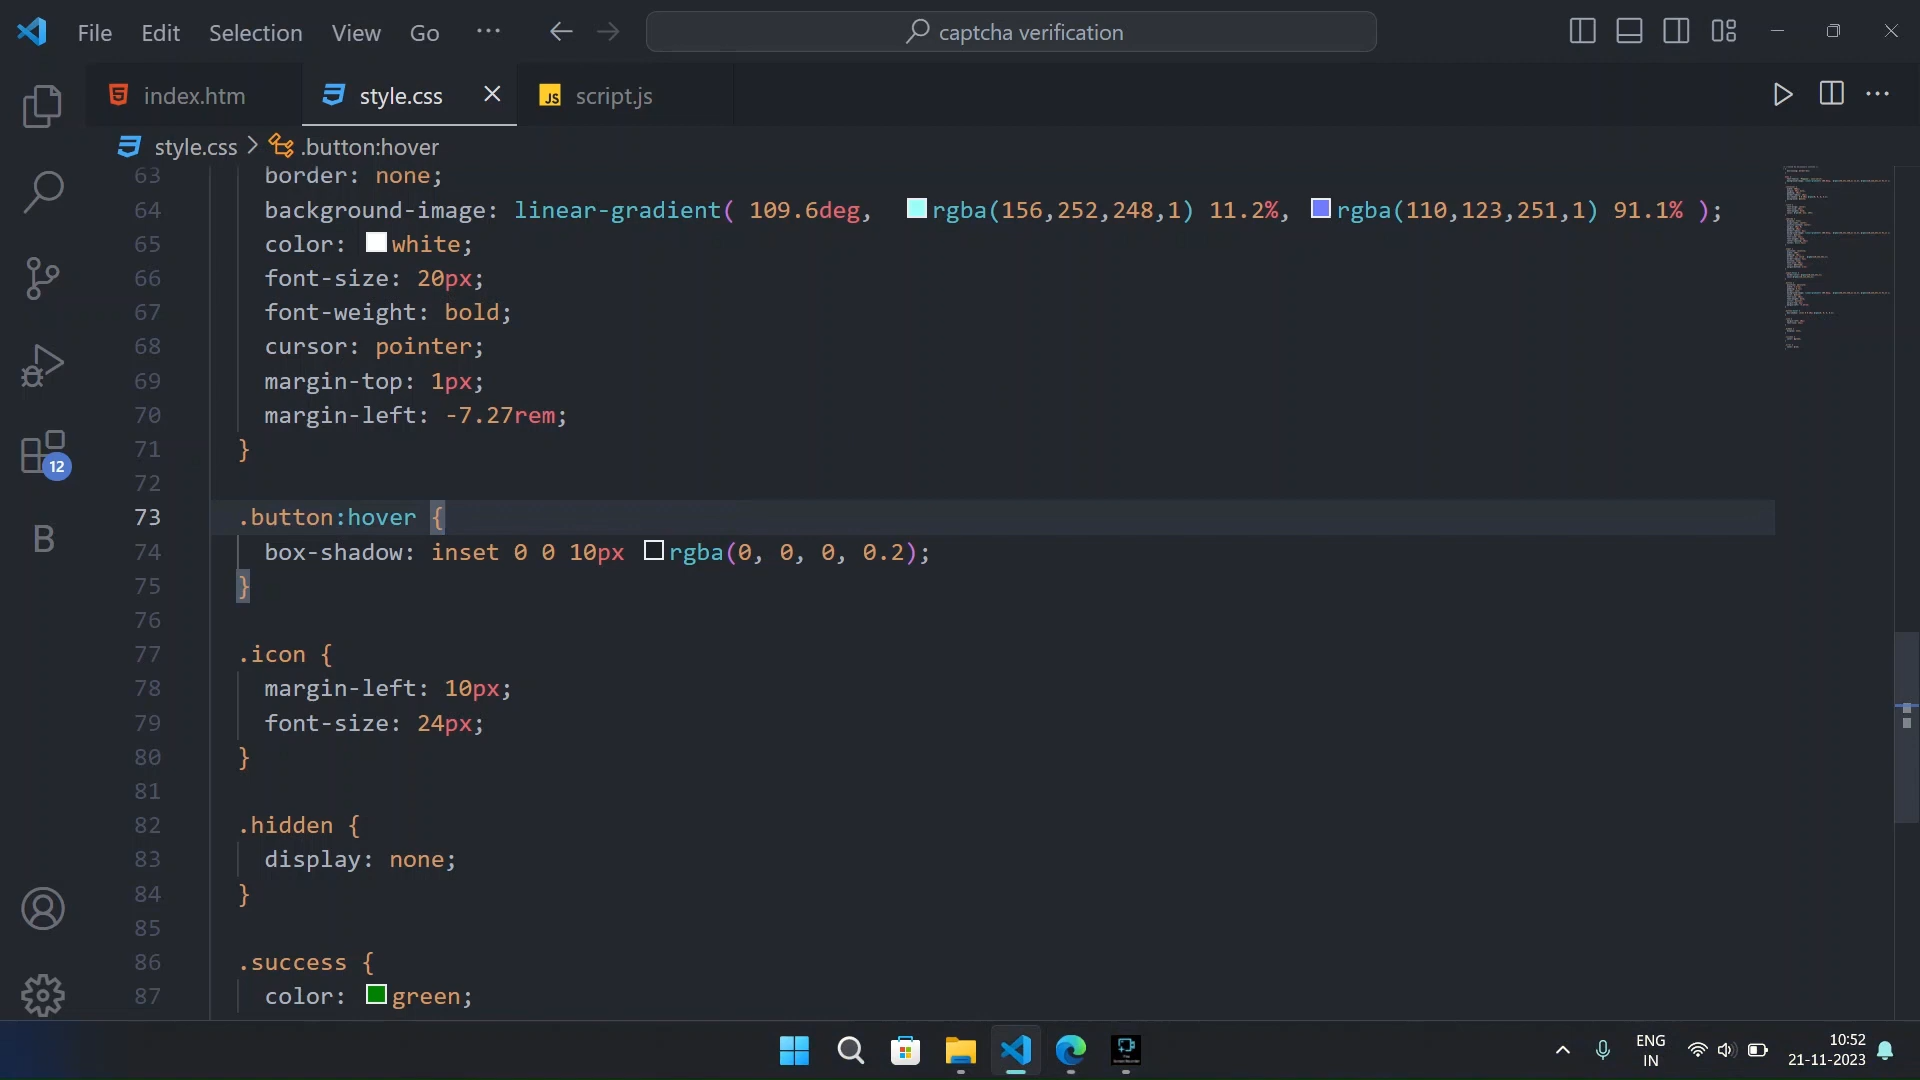 File Edit Selection View Go ··· captcha verification
index.htm style.css script.js
style.css > .button:hover
63 border: none;
64 background-image: linear-gradient( 109.6deg, rgba(156,252,248,1) 11.2%, rgba(110,123,251,1) 91.1% );
65 color: white;
66 font-size: 20px;
67 font-weight: bold;
68 cursor: pointer;
69 margin-top: 1px;
70 margin-left: -7.27rem;
71 }
72
73 .button:hover {
74 box-shadow: inset 0 0 10px rgba(0, 0, 0, 0.2);
75 }
76
77 .icon {
78 margin-left: 10px;
79 font-size: 24px;
80 }
81
82 .hidden {
83 display: none;
84 }
85
86 .success {
87 color: green;
12
B
JS
5
ENG
IN
10:52
21-11-2023